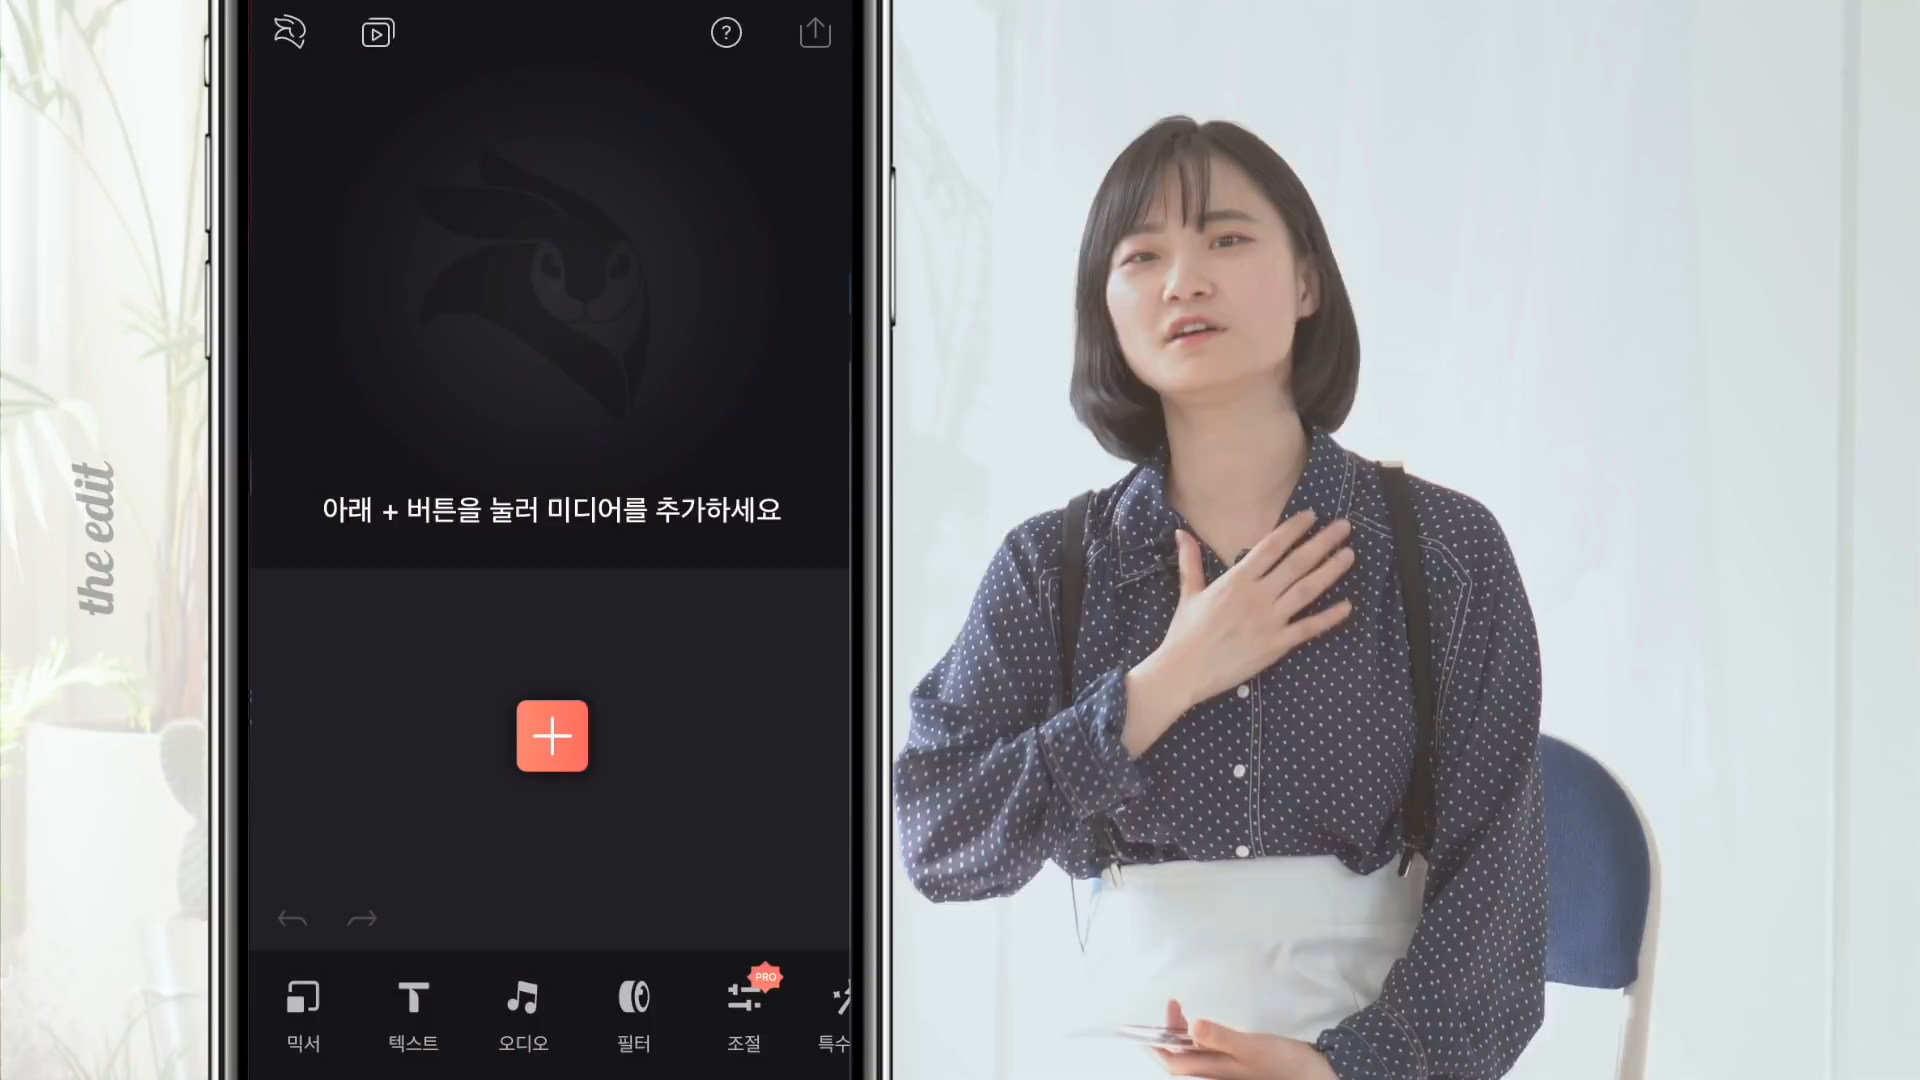 the edit
?
아래 + 버튼을 눌러 미디어를 추가하세요
PRO
믹서
텍스트
오디오
필터
조절
특수